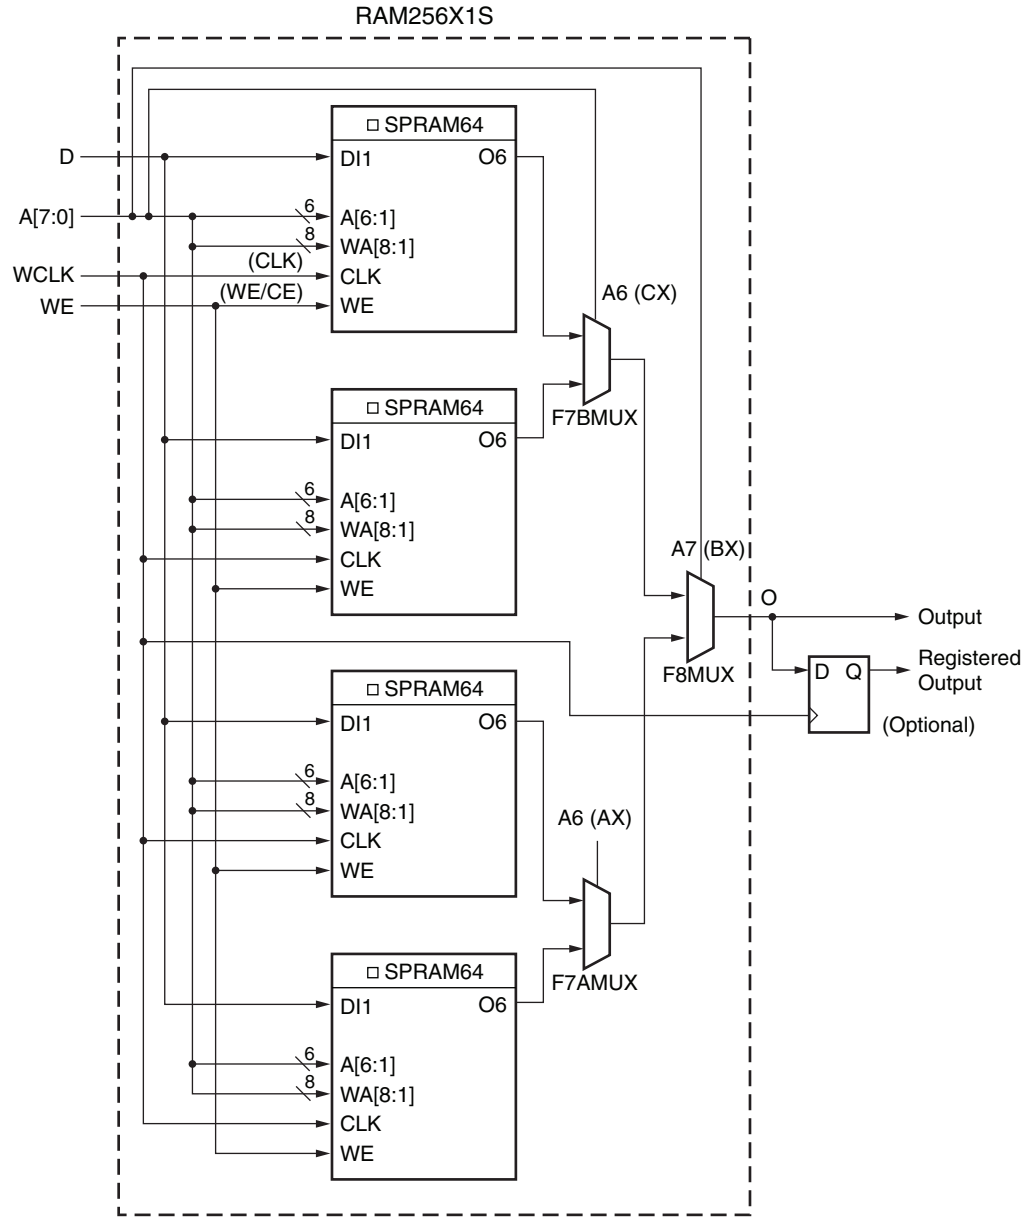 RAM256X1S
SPRAM64
D
DI1
O6
A[7:0]
6
A[6:1]
8
WA[8:1]
WCLK
(CLK)
CLK
WE
(WE/CE)
WE
A6 (CX)
F7BMUX
SPRAM64
DI1
O6
6
A[6:1]
8
WA[8:1]
CLK
WE
A7 (BX)
F8MUX
O
Output
D Q
Registered
Output
(Optional)
SPRAM64
DI1
O6
6
A[6:1]
8
WA[8:1]
CLK
WE
A6 (AX)
F7AMUX
SPRAM64
DI1
O6
6
A[6:1]
8
WA[8:1]
CLK
WE